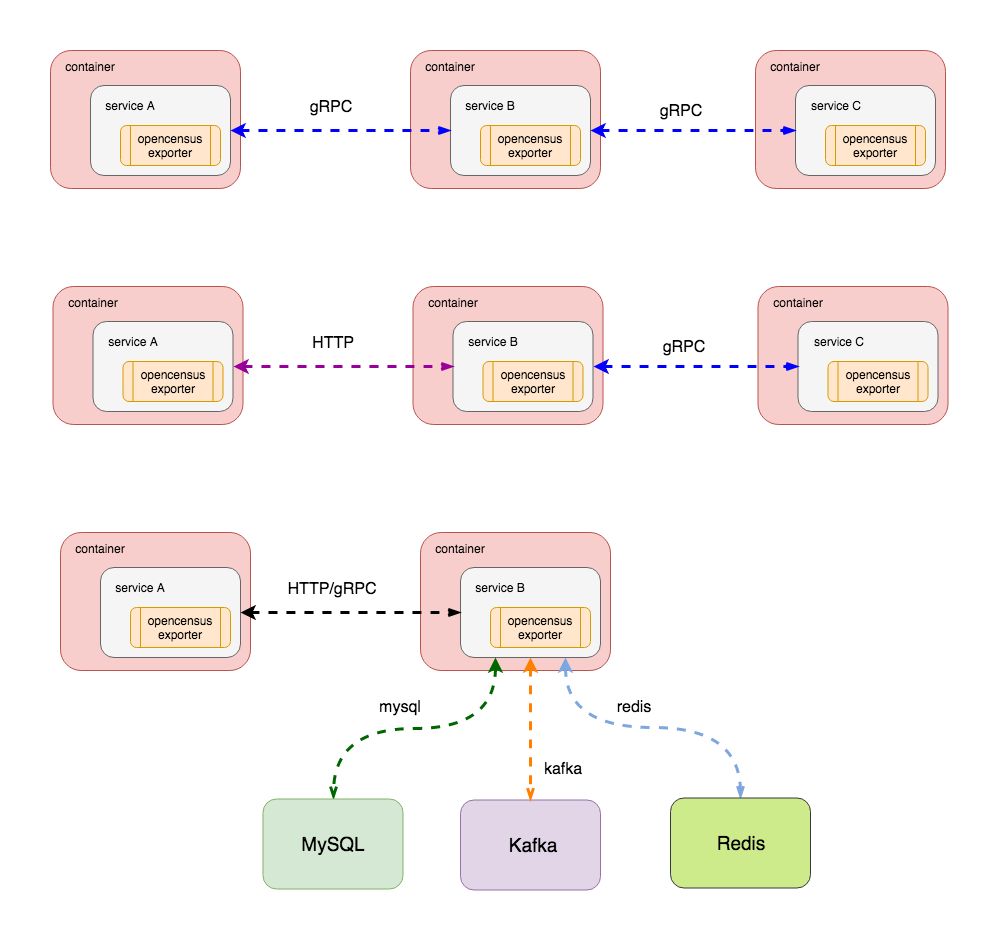 container
service A
opencensus
exporter
gRPC
container
service B
opencensus
exporter
gRPC
container
service C
opencensus
exporter
container
service A
opencensus
exporter
HTTP
container
service B
opencensus
exporter
gRPC
container
service C
opencensus
exporter
container
service A
opencensus
exporter
HTTP/gRPC
container
service B
opencensus
exporter
mysql
kafka
redis
MySQL
Kafka
Redis